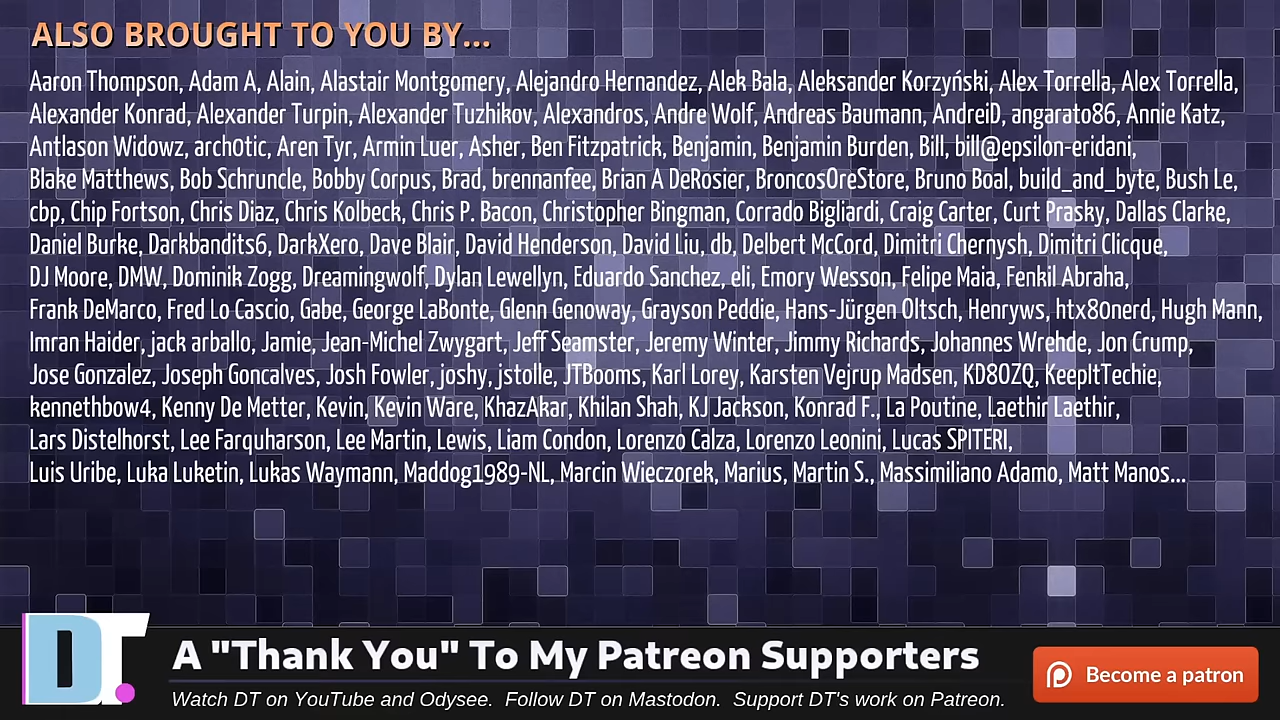 ALSO BROUGHT TO YOU BY...
Aaron Thompson, Adam A, Alain, Alastair Montgomery, Alejandro Hernandez, Alek Bala, Aleksander Korzyński, Alex Torrella, Alex Torrella,
Alexander Konrad, Alexander Turpin, Alexander Tuzhikov, Alexandros, Andre Wolf, Andreas Baumann, AndreiD, angarato86, Annie Katz,
Antlason Widowz, arch0tic, Aren Tyr, Armin Luer, Asher, Ben Fitzpatrick, Benjamin, Benjamin Burden, Bill, bill@epsilon-eridani,
Blake Matthews, Bob Schruncle, Bobby Corpus, Brad, brennanfee, Brian A DeRosier, BroncosOreStore, Bruno Boal, build_and_byte, Bush Le,
cbp, Chip Fortson, Chris Diaz, Chris Kolbeck, Chris P. Bacon, Christopher Bingman, Corrado Bigliardi, Craig Carter, Curt Prasky, Dallas Clarke,
Daniel Burke, Darkbandits6, DarkXero, Dave Blair, David Henderson, David Liu, db, Delbert McCord, Dimitri Chernysh, Dimitri Clicque,
DJ Moore, DMW, Dominik Zogg, Dreamingwolf, Dylan Lewellyn, Eduardo Sanchez, eli, Emory Wesson, Felipe Maia, Fenkil Abraha,
Frank DeMarco, Fred Lo Cascio, Gabe, George LaBonte, Glenn Genoway, Grayson Peddie, Hans-Jürgen Oltsch, Henryws, htx80nerd, Hugh Mann,
Imran Haider, jack arballo, Jamie, Jean-Michel Zwygart, Jeff Seamster, Jeremy Winter, Jimmy Richards, Johannes Wrehde, Jon Crump,
Jose Gonzalez, Joseph Goncalves, Josh Fowler, joshy, jstolle, JTBooms, Karl Lorey, Karsten Vejrup Madsen, KD8OZQ, KeepItTechie,
kennethbow4, Kenny De Metter, Kevin, Kevin Ware, KhazAkar, Khilan Shah, KJ Jackson, Konrad F., La Poutine, Laethir Laethir,
Lars Distelhorst, Lee Farquharson, Lee Martin, Lewis, Liam Condon, Lorenzo Calza, Lorenzo Leonini, Lucas SPITERI,
Luis Uribe, Luka Luketin, Lukas Waymann, Maddog1989-NL, Marcin Wieczorek, Marius, Martin S., Massimiliano Adamo, Matt Manos...
DT.
A "Thank You" To My Patreon Supporters
Watch DT on YouTube and Odysee. Follow DT on Mastodon. Support DT's work on Patreon.
Become a patron